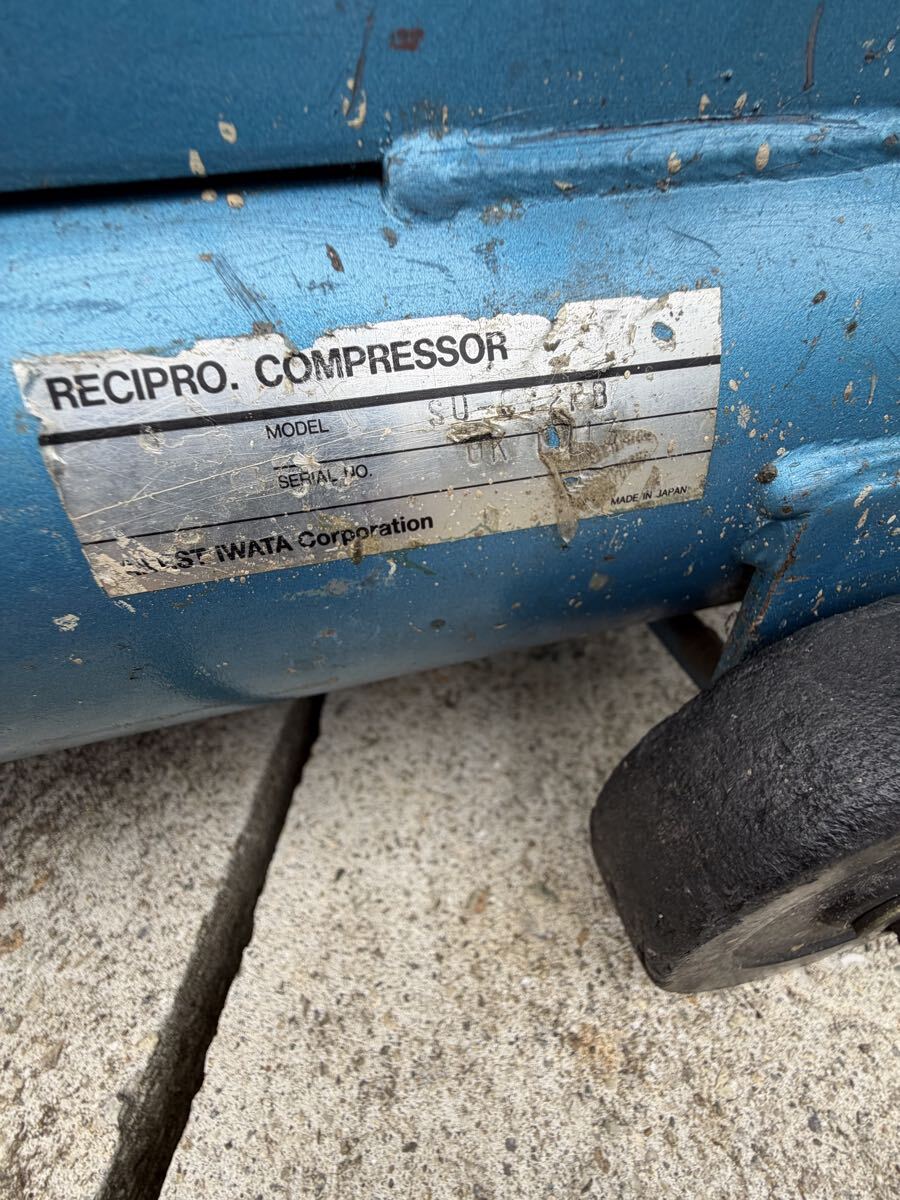 RECIPRO. COMPRESSOR
MODEL
SERIAL NO.
IWATA Corporation
MADE IN JAPAN